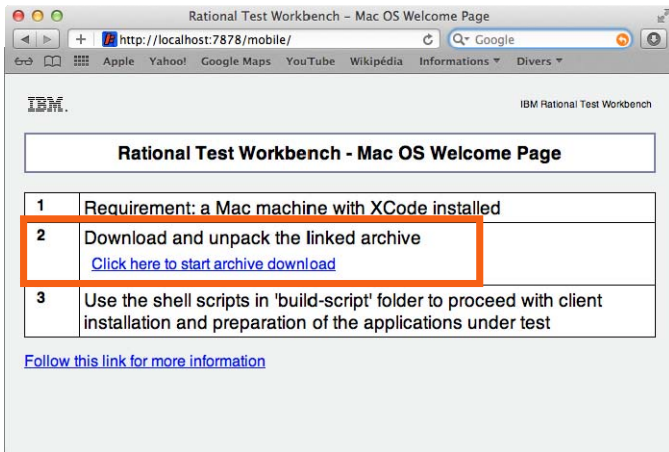 Rational Test Workbench – Mac OS Welcome Page
http://localhost:7878/mobile/
Google
Apple Yahoo! Google Maps YouTube Wikipédia Informations Divers
IBM.
IBM Rational Test Workbench
Rational Test Workbench - Mac OS Welcome Page
1 Requirement: a Mac machine with XCode installed
2 Download and unpack the linked archive
Click here to start archive download
3 Use the shell scripts in 'build-script' folder to proceed with client
installation and preparation of the applications under test
Follow this link for more information